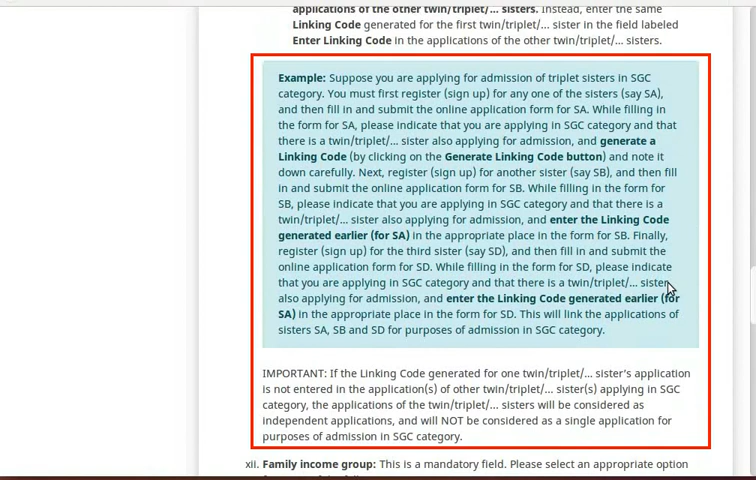 applications of the other twin/triplet/... sisters. Instead, enter the same
Linking Code generated for the first twin/triplet/... sister in the field labeled
Enter Linking Code in the applications of the other twin/triplet/... sisters.
Example: Suppose you are applying for admission of triplet sisters in SGC
category. You must first register (sign up) for any one of the sisters (say SA),
and then fill in and submit the online application form for SA. While filling in
the form for SA, please indicate that you are applying in SGC category and that
there is a twin/triplet/... sister also applying for admission, and generate a
Linking Code (by clicking on the Generate Linking Code button) and note it
down carefully. Next, register (sign up) for another sister (say SB), and then fill
in and submit the online application form for SB. While filling in the form for
SB, please indicate that you are applying in SGC category and that there is a
twin/triplet/... sister also applying for admission, and enter the Linking Code
generated earlier (for SA) in the appropriate place in the form for SB. Finally,
register (sign up) for the third sister (say SD), and then fill in and submit the
online application form for SD. While filling in the form for SD, please indicate
that you are applying in SGC category and that there is a twin/triplet/... sister
also applying for admission, and enter the Linking Code generated earlier (for
SA) in the appropriate place in the form for SD. This will link the applications of
sisters SA, SB and SD for purposes of admission in SGC category.
IMPORTANT: If the Linking Code generated for one twin/triplet/... sister's application
is not entered in the application(s) of other twin/triplet/... sister(s) applying in SGC
category, the applications of the twin/triplet/... sisters will be considered as
independent applications, and will NOT be considered as a single application for
purposes of admission in SGC category.
xii. Family income group: This is a mandatory field. Please select an appropriate option